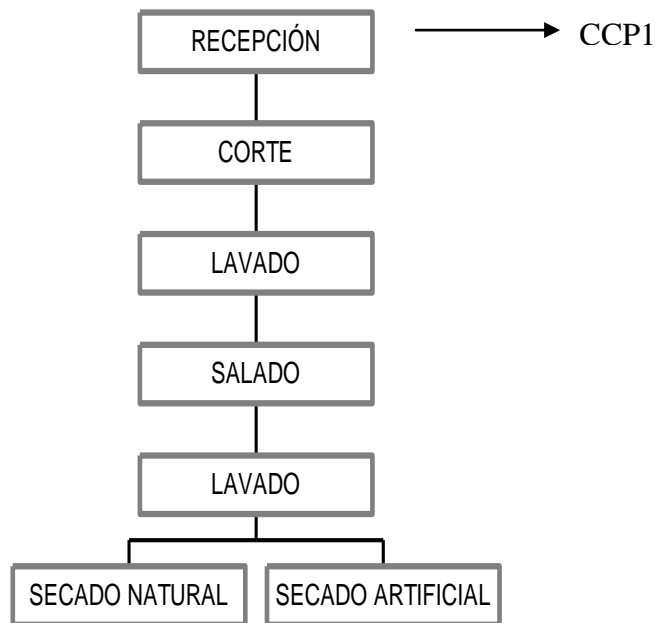 RECEPCIÓN
CCP1
CORTE
LAVADO
SALADO
LAVADO
SECADO NATURAL
SECADO ARTIFICIAL